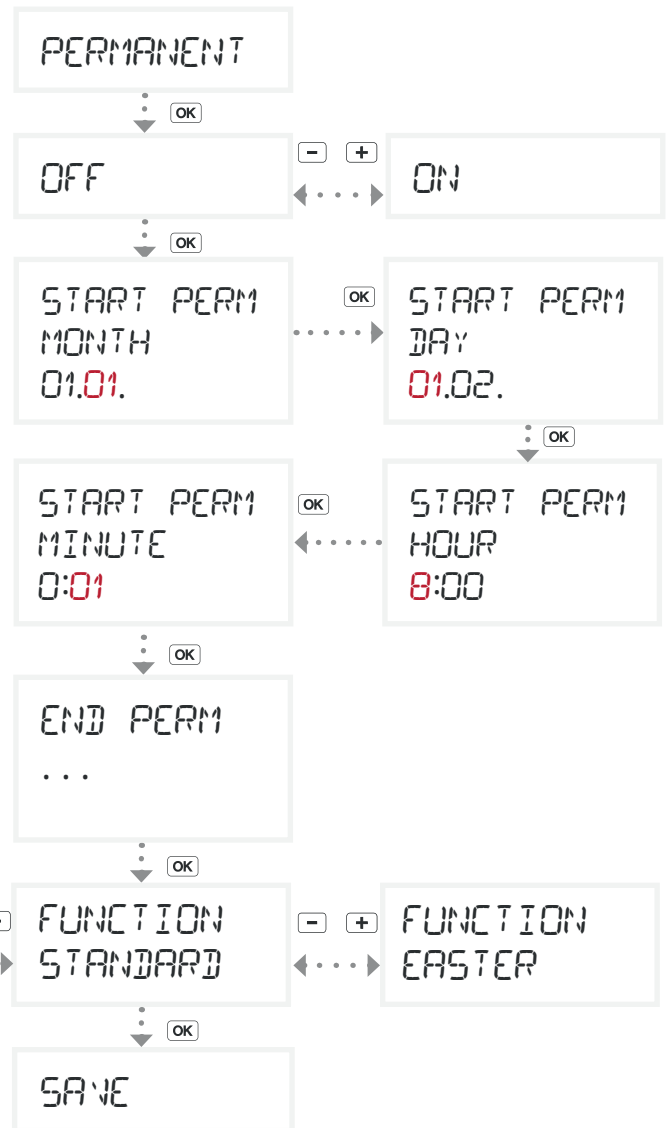 PERMANENT
OK
OFF
- +
ON
OK
START PERM
MONTH
01.01.
OK
START PERM
DAY
01.02.
OK
START PERM
HOUR
8:00
OK
START PERM
MINUTE
0:01
OK
END PERM
...
OK
FUNCTION
STANDARD
- +
FUNCTION
EASTER
OK
SAVE